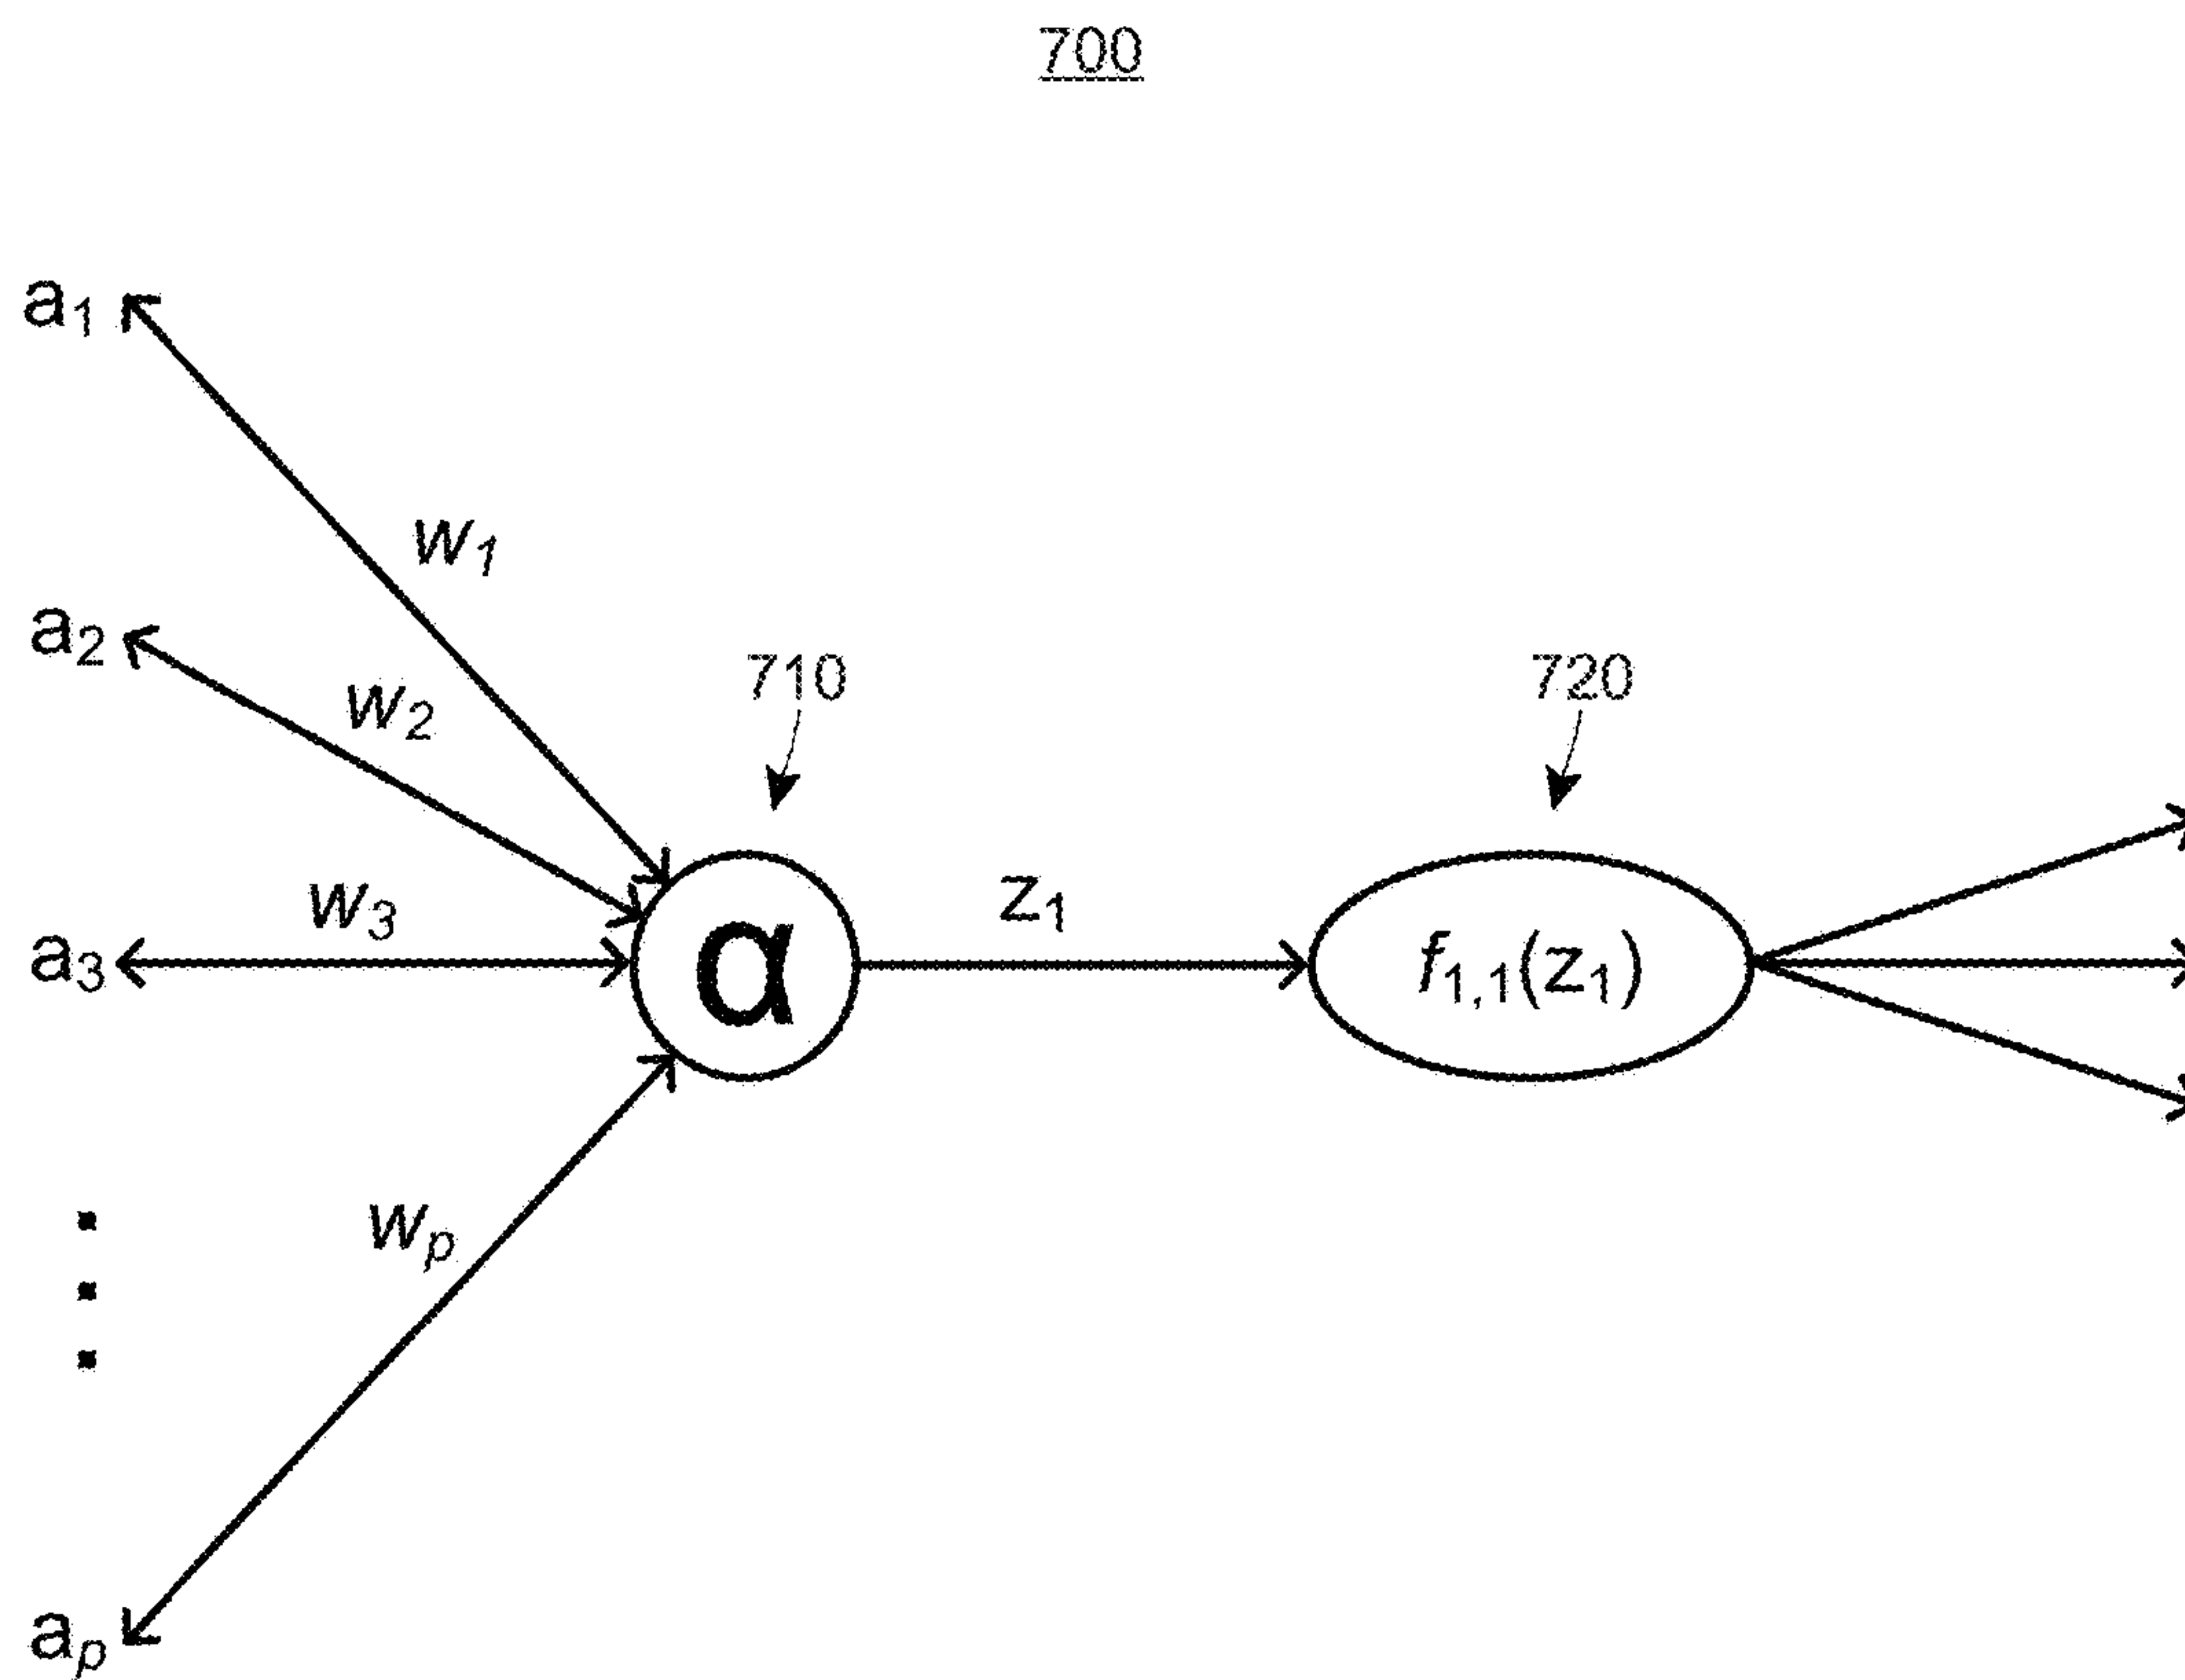 700
a₁
w₁
a₂
w₂
710
720
w₃
z₁
a₃
α
f₁,₁(z₁)
wₚ
aₚ